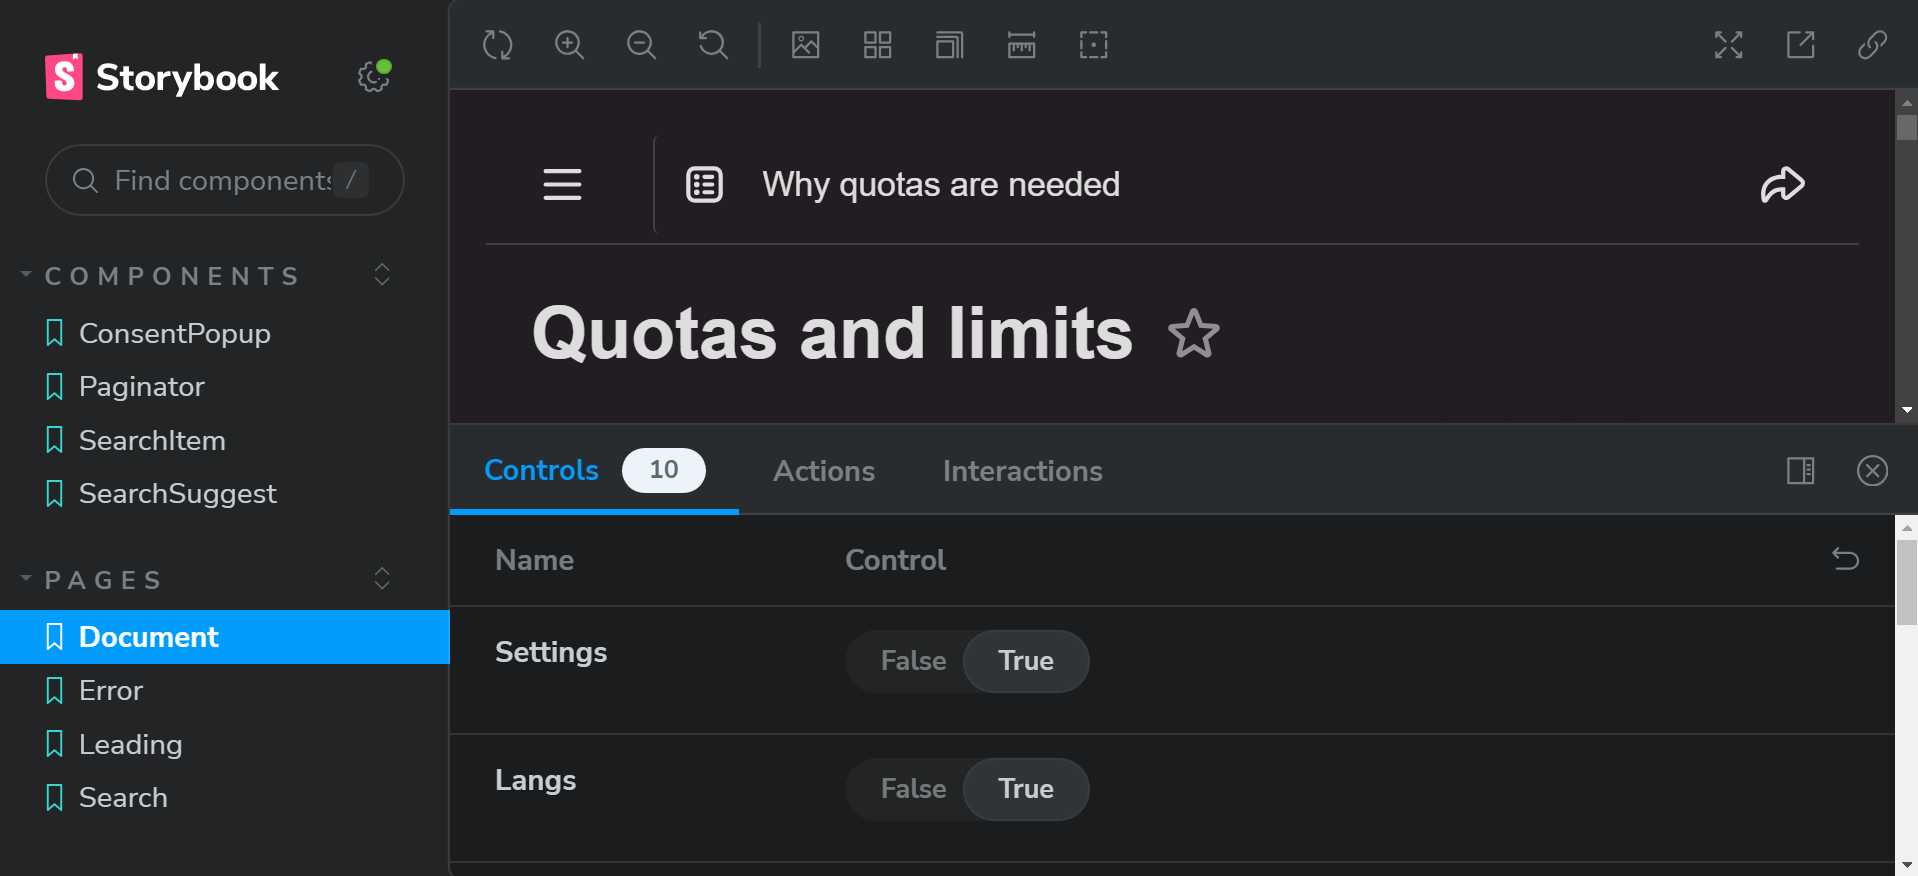 Storybook
Find components /
COMPONENTS
ConsentPopup
Paginator
SearchItem
SearchSuggest
PAGES
Document
Error
Leading
Search
Why quotas are needed
Quotas and limits
Controls 10 Actions Interactions
Name Control
Settings False True
Langs False True